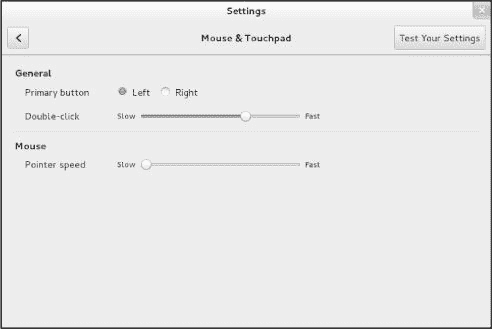 Settings
Mouse & Touchpad Test Your Settings
General
Primary button Left Right
Double-click Slow Fast
Mouse
Pointer speed Slow Fast